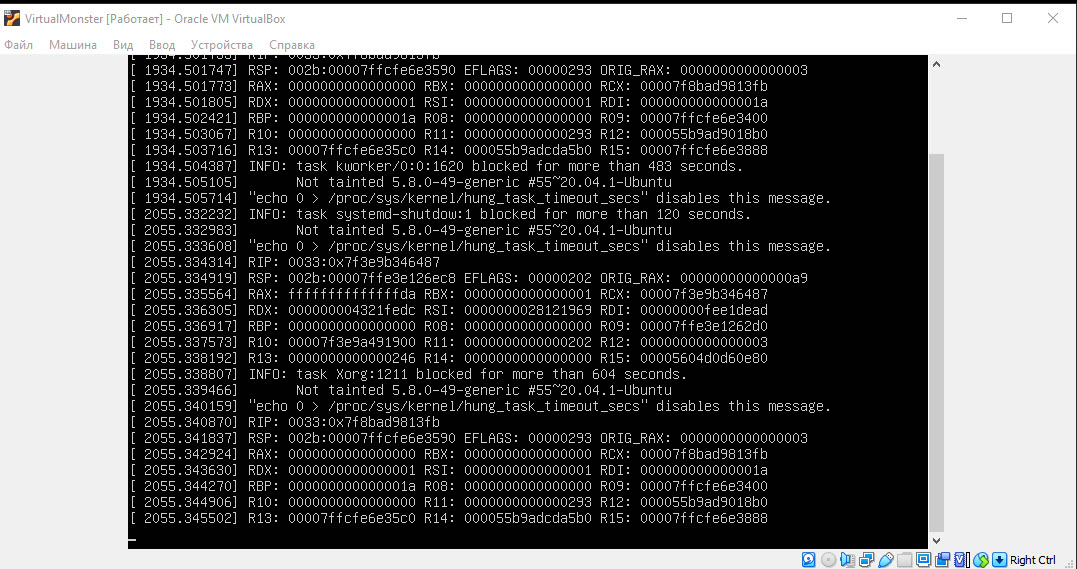 VirtualMonster [Работает] - Oracle VM VirtualBox
Файл Машина Вид Ввод Устройства Справка
[ 1934.501747] RSP: 002b:00007ffcfe6e3590 EFLAGS: 00000293 ORIG_RAX: 0000000000000003
[ 1934.501773] RAX: 0000000000000000 RBX: 0000000000000000 RCX: 00007f8bad9813fb
[ 1934.501805] RDX: 0000000000000001 RSI: 0000000000000001 RDI: 000000000000001a
[ 1934.502421] RBP: 000000000000001a R08: 0000000000000000 R09: 00007ffcfe6e3400
[ 1934.503067] R10: 0000000000000000 R11: 0000000000000293 R12: 000055b9ad9018b0
[ 1934.503716] R13: 00007ffcfe6e35c0 R14: 000055b9adcda5b0 R15: 00007ffcfe6e3888
[ 1934.504387] INFO: task kworker/0:0:1620 blocked for more than 483 seconds.
[ 1934.505105]       Not tainted 5.8.0-49-generic #55~20.04.1-Ubuntu
[ 1934.505714] "echo 0 > /proc/sys/kernel/hung_task_timeout_secs" disables this message.
[ 2055.332232] INFO: task systemd-shutdow:1 blocked for more than 120 seconds.
[ 2055.332983]       Not tainted 5.8.0-49-generic #55~20.04.1-Ubuntu
[ 2055.333608] "echo 0 > /proc/sys/kernel/hung_task_timeout_secs" disables this message.
[ 2055.334314] RIP: 0033:0x7f3e9b346487
[ 2055.334919] RSP: 002b:00007ffe3e126ec8 EFLAGS: 00000202 ORIG_RAX: 00000000000000a9
[ 2055.335564] RAX: ffffffffffffffda RBX: 0000000000000001 RCX: 00007f3e9b346487
[ 2055.336305] RDX: 000000004321fedc RSI: 0000000028121969 RDI: 00000000fee1dead
[ 2055.336917] RBP: 0000000000000000 R08: 0000000000000000 R09: 00007ffe3e1262d0
[ 2055.337573] R10: 00007f3e9a491900 R11: 0000000000000202 R12: 0000000000000003
[ 2055.338192] R13: 0000000000000246 R14: 0000000000000000 R15: 00005604d0d60e80
[ 2055.338807] INFO: task Xorg:1211 blocked for more than 604 seconds.
[ 2055.339466]       Not tainted 5.8.0-49-generic #55~20.04.1-Ubuntu
[ 2055.340159] "echo 0 > /proc/sys/kernel/hung_task_timeout_secs" disables this message.
[ 2055.340870] RIP: 0033:0x7f8bad9813fb
[ 2055.341837] RSP: 002b:00007ffcfe6e3590 EFLAGS: 00000293 ORIG_RAX: 0000000000000003
[ 2055.342924] RAX: 0000000000000000 RBX: 0000000000000000 RCX: 00007f8bad9813fb
[ 2055.343630] RDX: 0000000000000001 RSI: 0000000000000001 RDI: 000000000000001a
[ 2055.344270] RBP: 000000000000001a R08: 0000000000000000 R09: 00007ffcfe6e3400
[ 2055.344906] R10: 0000000000000000 R11: 0000000000000293 R12: 000055b9ad9018b0
[ 2055.345502] R13: 00007ffcfe6e35c0 R14: 000055b9adcda5b0 R15: 00007ffcfe6e3888
Right Ctrl